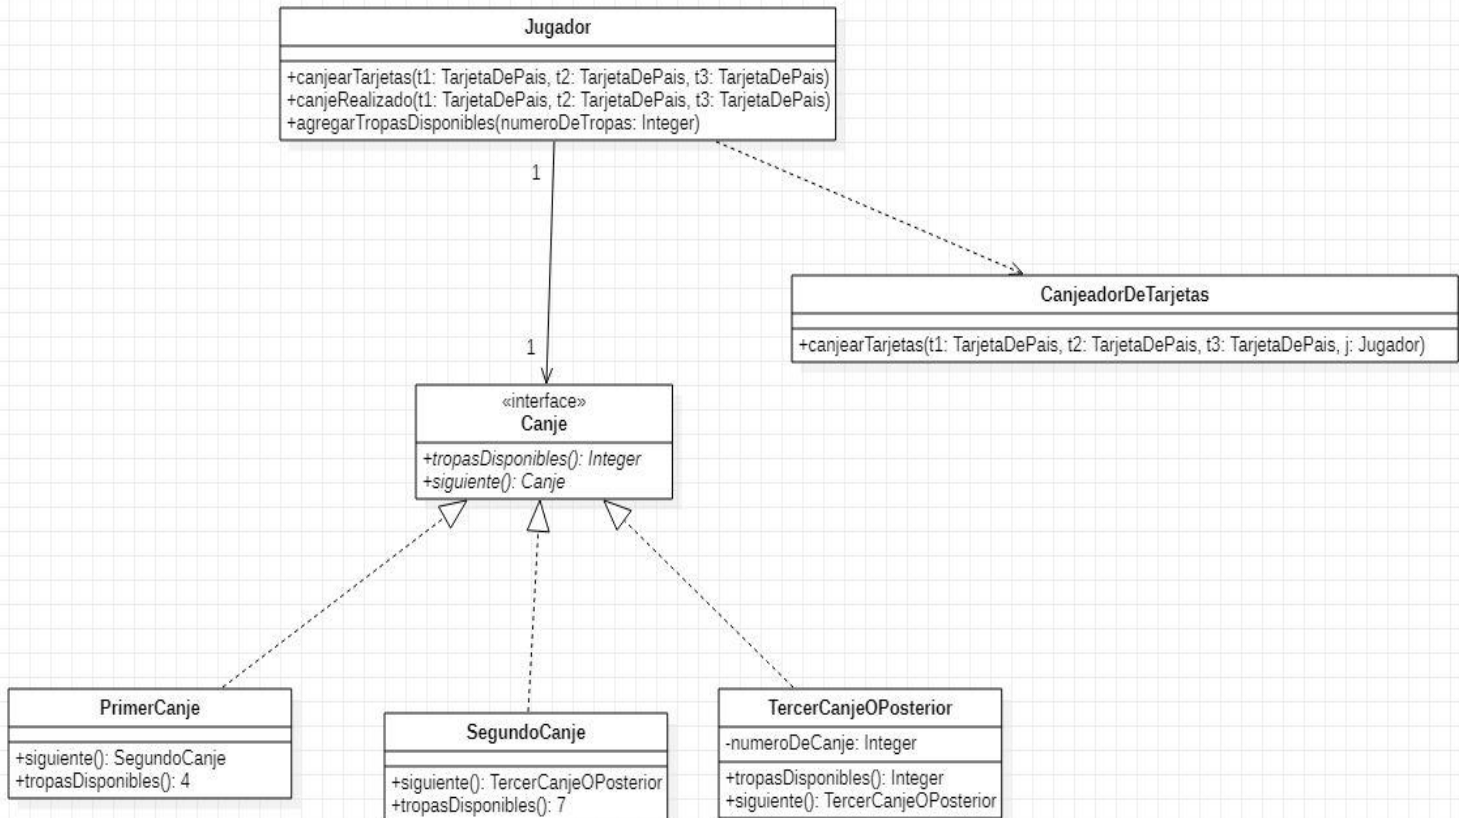 Jugador
+canjearTarjetas(t1: TarjetaDePais, t2: TarjetaDePais, t3: TarjetaDePais)
+canjeRealizado(t1: TarjetaDePais, t2: TarjetaDePais, t3: TarjetaDePais)
+agregarTropasDisponibles(numeroDeTropas: Integer)
1
1
CanjeadorDeTarjetas
+canjearTarjetas(t1: TarjetaDePais, t2: TarjetaDePais, t3: TarjetaDePais, j: Jugador)
«interface»
Canje
+tropasDisponibles(): Integer
+siguiente(): Canje
PrimerCanje
+siguiente(): SegundoCanje
+tropasDisponibles(): 4
SegundoCanje
+siguiente(): TercerCanjeOPosterior
+tropasDisponibles(): 7
TercerCanjeOPosterior
-numeroDeCanje: Integer
+tropasDisponibles(): Integer
+siguiente(): TercerCanjeOPosterior